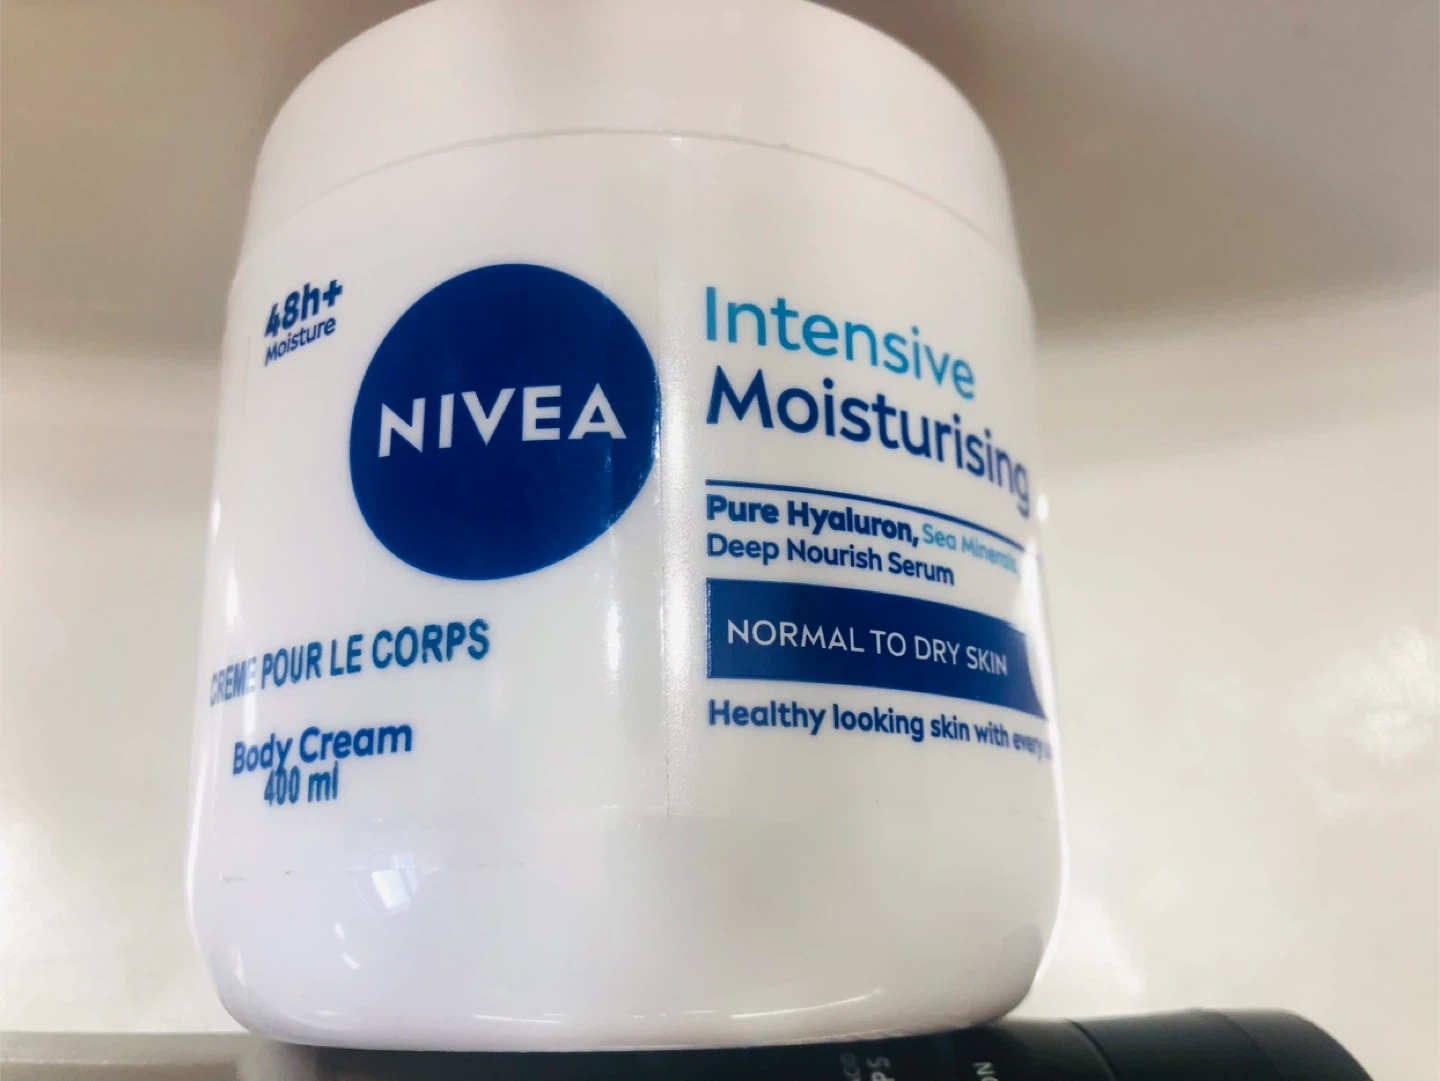 48h+
Moisture
NIVEA
CREME POUR LE CORPS
Body Cream
400 ml
Intensive
Moisturising
Pure Hyaluron, Sea Minerals
Deep Nourish Serum
NORMAL TO DRY SKIN
Healthy looking skin with every